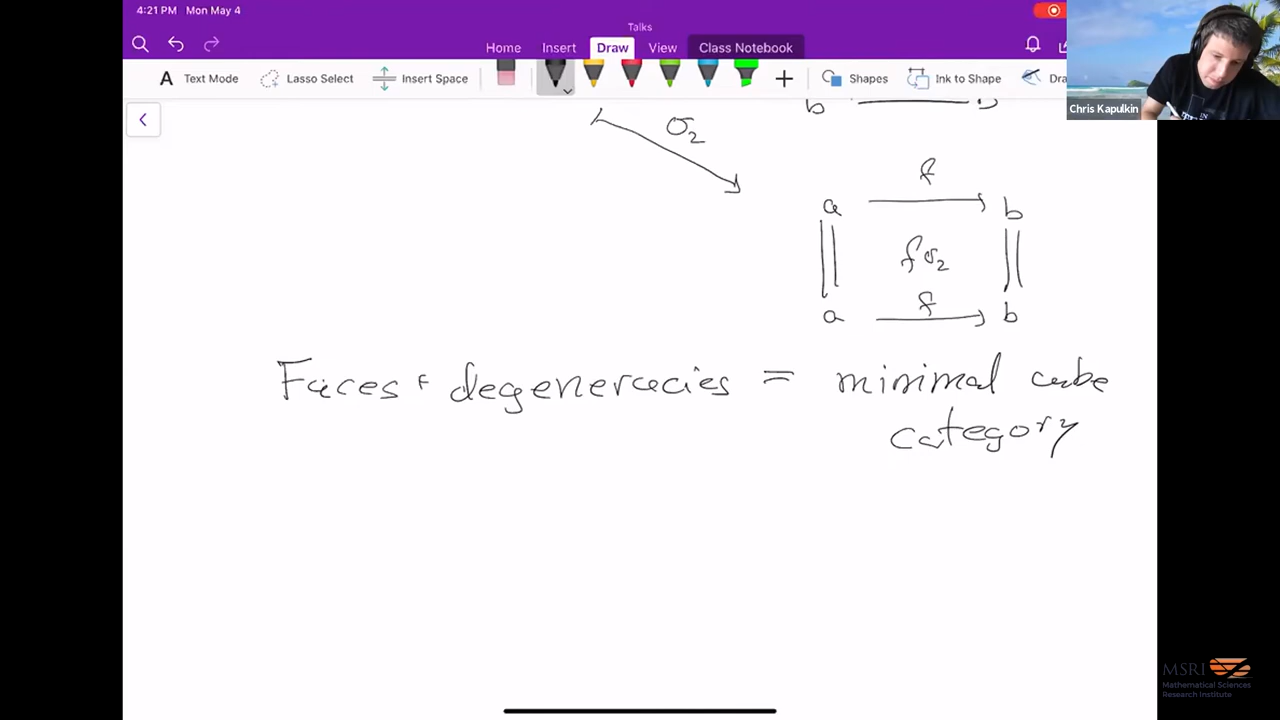 4:21 PM Mon May 4
Talks
Home Insert Draw View Class Notebook
Text Mode Lasso Select Insert Space Shapes Ink to Shape Dra
Chris Kapulkin
b b
σ₂
f
a b
fσ₂
f
a b
Faces + degeneracies = minimal cube
category
MSRI
Mathematical Sciences
Research Institute